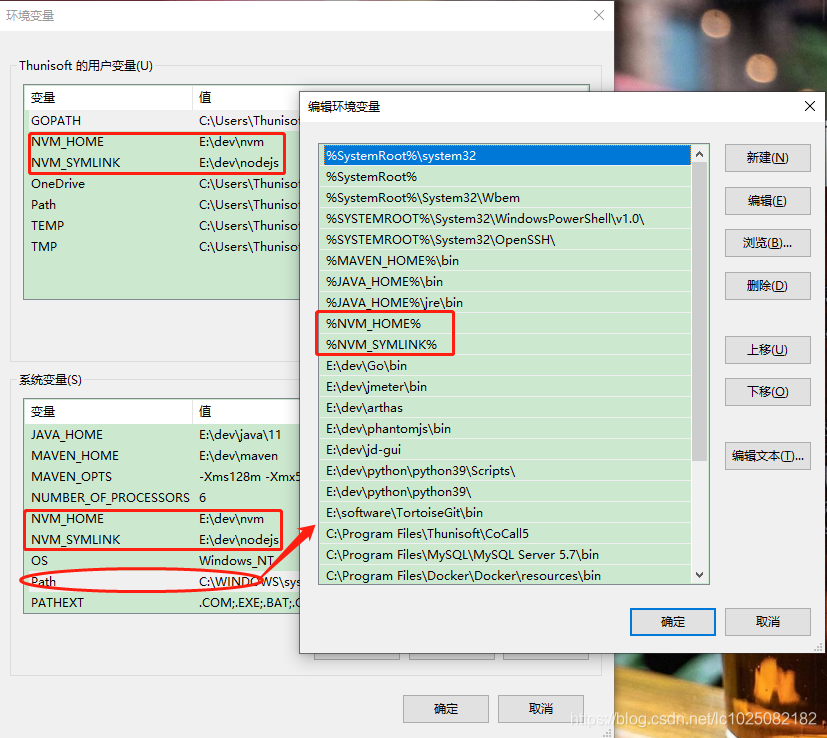 环境变量
Thunisoft 的用户变量(U)
变量 值
GOPATH C:\Users\Thunisof
NVM_HOME E:\dev\nvm
NVM_SYMLINK E:\dev\nodejs
OneDrive C:\Users\Thunisof
Path C:\Users\Thunisof
TEMP C:\Users\Thunisof
TMP C:\Users\Thunisof
系统变量(S)
变量 值
JAVA_HOME E:\dev\java\11
MAVEN_HOME E:\dev\maven
MAVEN_OPTS -Xms128m -Xmx5
NUMBER_OF_PROCESSORS 6
NVM_HOME E:\dev\nvm
NVM_SYMLINK E:\dev\nodejs
OS Windows_NT
Path C:\WINDOWS\sys
PATHEXT .COM;.EXE;.BAT;.C
确定 取消
编辑环境变量
%SystemRoot%\system32
%SystemRoot%
%SystemRoot%\System32\Wbem
%SYSTEMROOT%\System32\WindowsPowerShell\v1.0\
%SYSTEMROOT%\System32\OpenSSH\
%MAVEN_HOME%\bin
%JAVA_HOME%\bin
%JAVA_HOME%\jre\bin
%NVM_HOME%
%NVM_SYMLINK%
E:\dev\Go\bin
E:\dev\jmeter\bin
E:\dev\arthas
E:\dev\phantomjs\bin
E:\dev\jd-gui
E:\dev\python\python39\Scripts\
E:\dev\python\python39\
E:\software\TortoiseGit\bin
C:\Program Files\Thunisoft\CoCall5
C:\Program Files\MySQL\MySQL Server 5.7\bin
C:\Program Files\Docker\Docker\resources\bin
新建(N)
编辑(E)
浏览(B)...
删除(D)
上移(U)
下移(O)
编辑文本(T)...
确定 取消
https://blog.csdn.net/lc1025082182